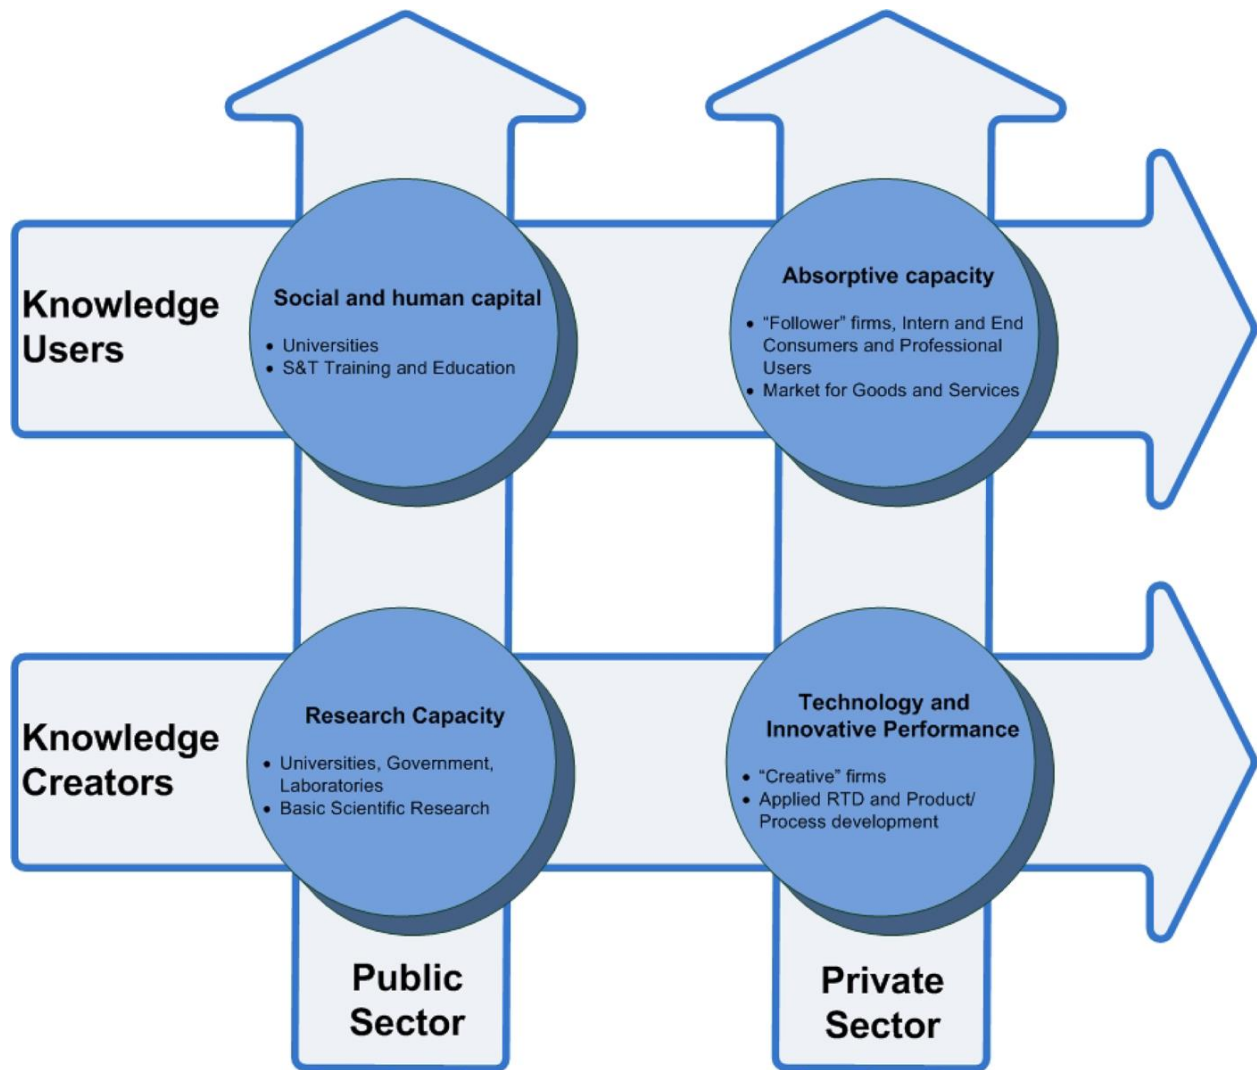 Knowledge
Users
Social and human capital
• Universities
• S&T Training and Education
Absorptive capacity
• “Follower” firms, Intern and End
Consumers and Professional
Users
• Market for Goods and Services
Knowledge
Creators
Research Capacity
• Universities, Government,
Laboratories
• Basic Scientific Research
Technology and
Innovative Performance
• “Creative” firms
• Applied RTD and Product/
Process development
Public
Sector
Private
Sector